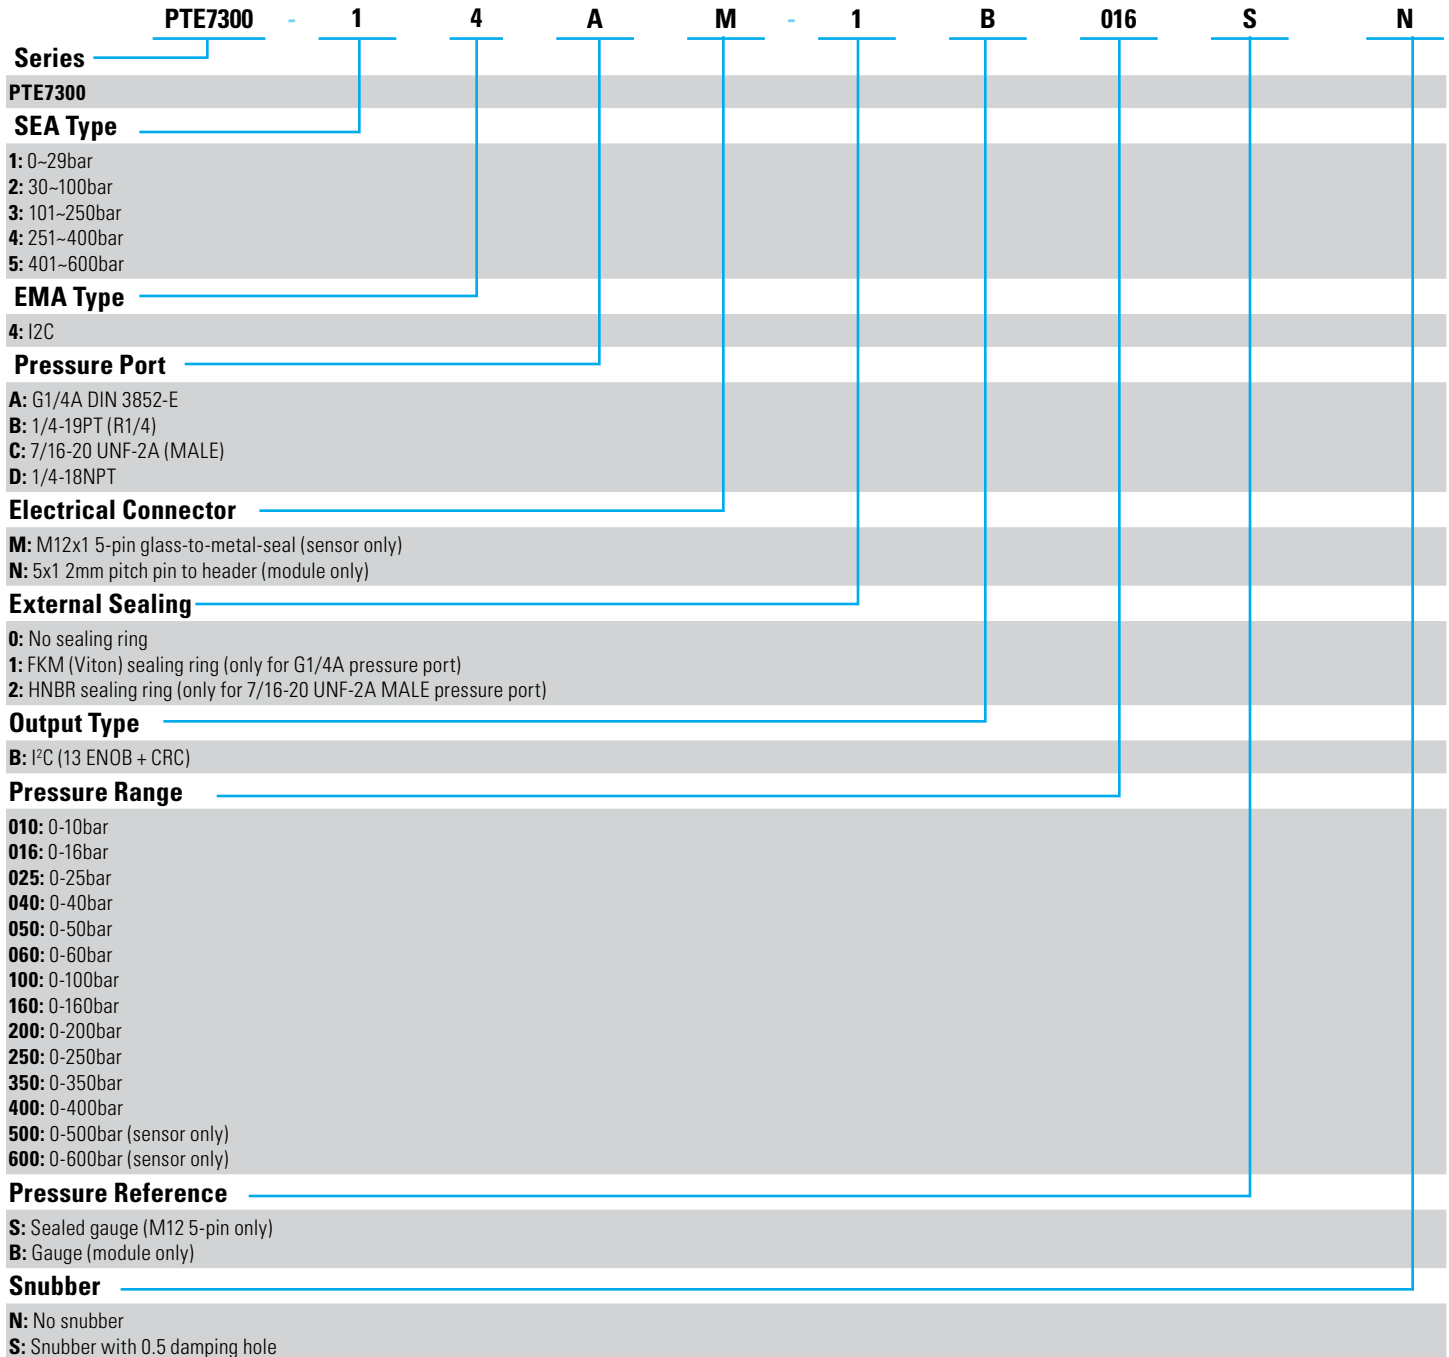 PTE7300 - 1 4 A M - 1 B 016 S N
Series
PTE7300
SEA Type
1: 0~29bar
2: 30~100bar
3: 101~250bar
4: 251~400bar
5: 401~600bar
EMA Type
4: I2C
Pressure Port
A: G1/4A DIN 3852-E
B: 1/4-19PT (R1/4)
C: 7/16-20 UNF-2A (MALE)
D: 1/4-18NPT
Electrical Connector
M: M12x1 5-pin glass-to-metal-seal (sensor only)
N: 5x1 2mm pitch pin to header (module only)
External Sealing
0: No sealing ring
1: FKM (Viton) sealing ring (only for G1/4A pressure port)
2: HNBR sealing ring (only for 7/16-20 UNF-2A MALE pressure port)
Output Type
B: I²C (13 ENOB + CRC)
Pressure Range
010: 0-10bar
016: 0-16bar
025: 0-25bar
040: 0-40bar
050: 0-50bar
060: 0-60bar
100: 0-100bar
160: 0-160bar
200: 0-200bar
250: 0-250bar
350: 0-350bar
400: 0-400bar
500: 0-500bar (sensor only)
600: 0-600bar (sensor only)
Pressure Reference
S: Sealed gauge (M12 5-pin only)
B: Gauge (module only)
Snubber
N: No snubber
S: Snubber with 0.5 damping hole